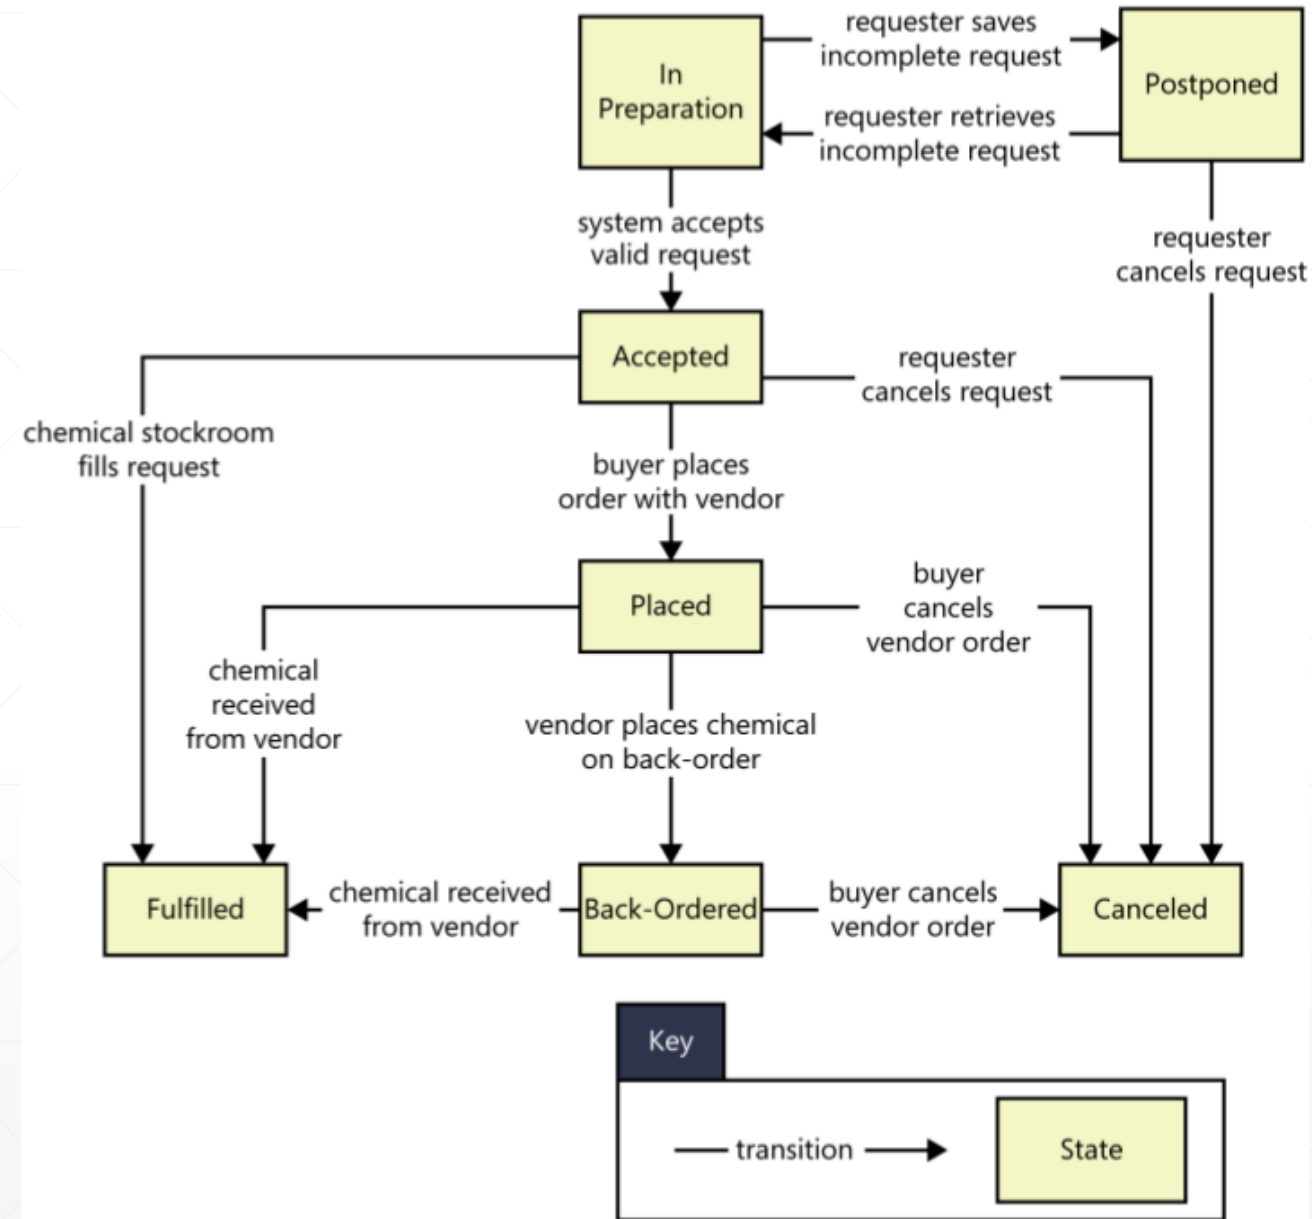 In
Preparation
requester saves
incomplete request
Postponed
requester retrieves
incomplete request
system accepts
valid request
requester
cancels request
Accepted
requester
cancels request
chemical stockroom
fills request
buyer places
order with vendor
Placed
buyer
cancels
vendor order
chemical
received
from vendor
vendor places chemical
on back-order
Fulfilled
chemical received
from vendor
Back-Ordered
buyer cancels
vendor order
Canceled
Key
transition
State